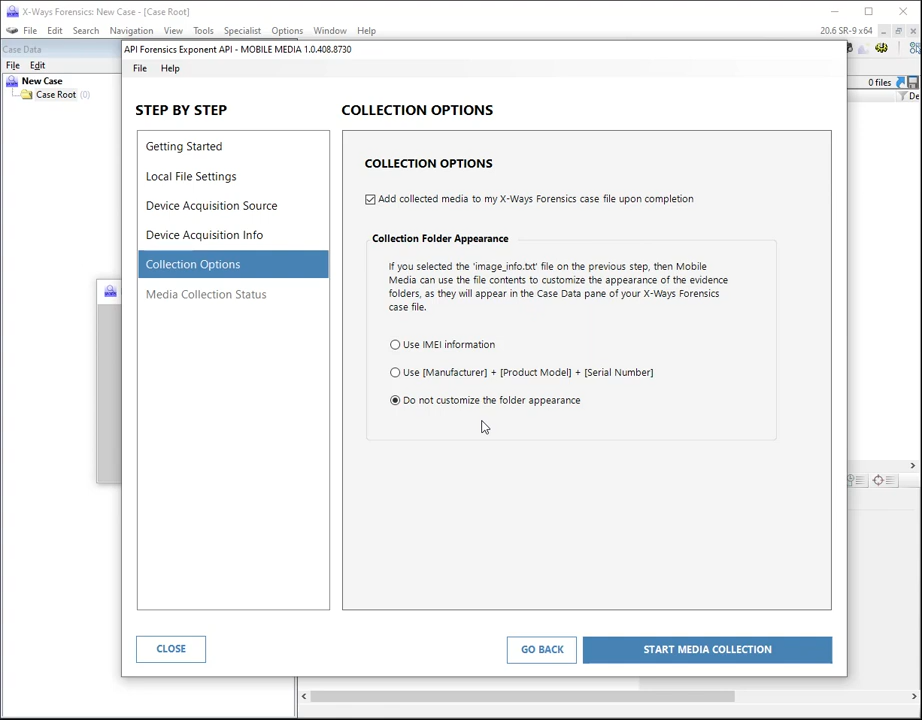 X-Ways Forensics: New Case - [Case Root]
File Edit Search Navigation View Tools Specialist Options Window Help
20.6 SR-9 x64
Case Data
File Edit
New Case
Case Root (0)
0 files
De
API Forensics Exponent API - MOBILE MEDIA 1.0.408.8730
File Help
STEP BY STEP
Getting Started
Local File Settings
Device Acquisition Source
Device Acquisition Info
Collection Options
Media Collection Status
COLLECTION OPTIONS
COLLECTION OPTIONS
Add collected media to my X-Ways Forensics case file upon completion
Collection Folder Appearance
If you selected the 'image_info.txt' file on the previous step, then Mobile
Media can use the file contents to customize the appearance of the evidence
folders, as they will appear in the Case Data pane of your X-Ways Forensics
case file.
Use IMEI information
Use [Manufacturer] + [Product Model] + [Serial Number]
Do not customize the folder appearance
CLOSE
GO BACK
START MEDIA COLLECTION